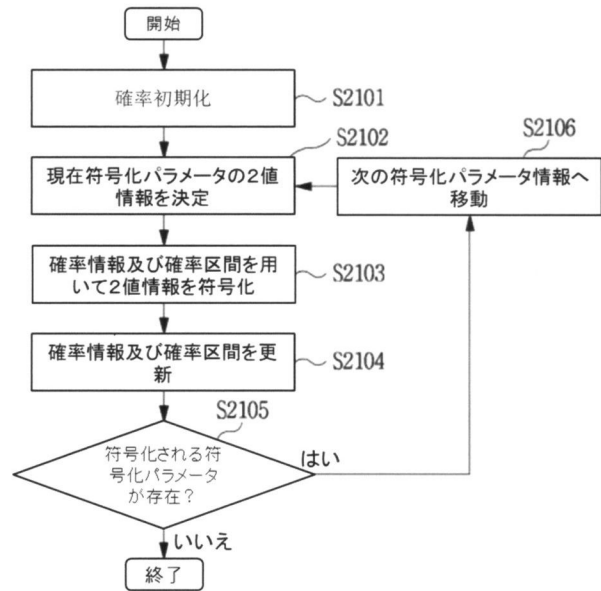 開始
確率初期化
S2101
S2102
現在符号化パラメータの2値
情報を決定
S2106
次の符号化パラメータ情報へ
移動
確率情報及び確率区間を用
いて2値情報を符号化
S2103
確率情報及び確率区間を更
新
S2104
S2105
符号化される符
号化パラメータ
が存在?
はい
いいえ
終了